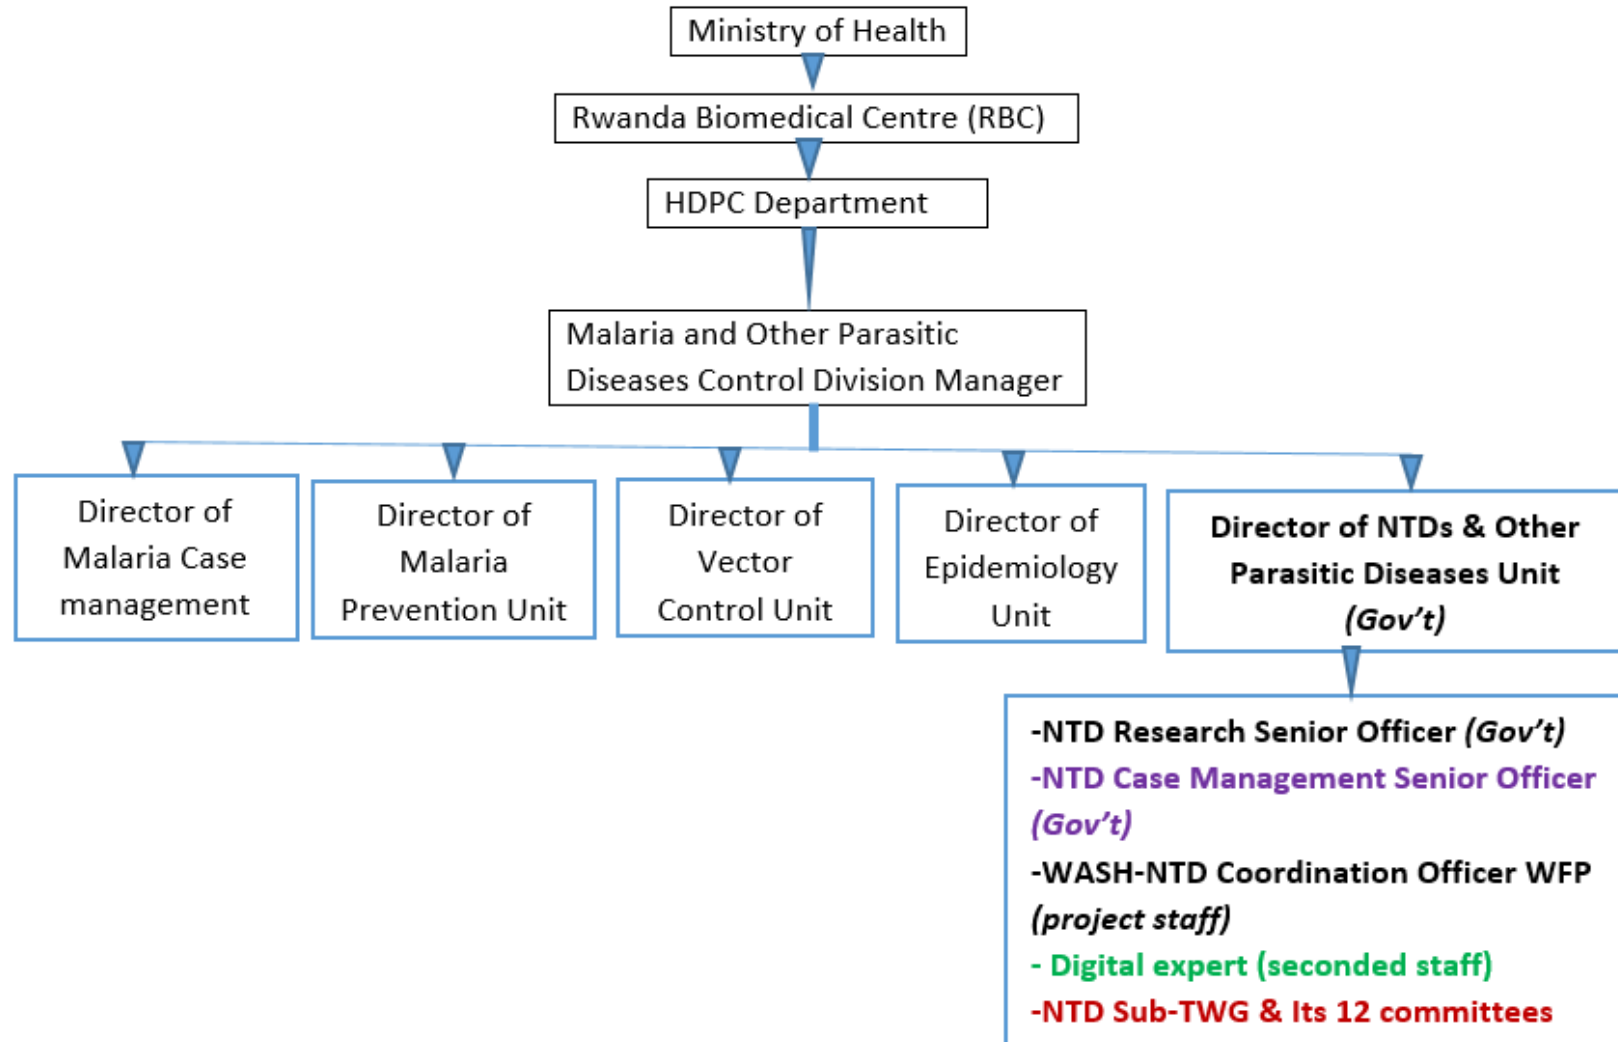 Ministry of Health
Rwanda Biomedical Centre (RBC)
HDPC Department
Malaria and Other Parasitic
Diseases Control Division Manager
Director of
Malaria Case
management
Director of
Malaria
Prevention Unit
Director of
Vector
Control Unit
Director of
Epidemiology
Unit
Director of NTDs & Other
Parasitic Diseases Unit
(Gov’t)
-NTD Research Senior Officer (Gov’t)
-NTD Case Management Senior Officer
(Gov’t)
-WASH-NTD Coordination Officer WFP
(project staff)
- Digital expert (seconded staff)
-NTD Sub-TWG & Its 12 committees